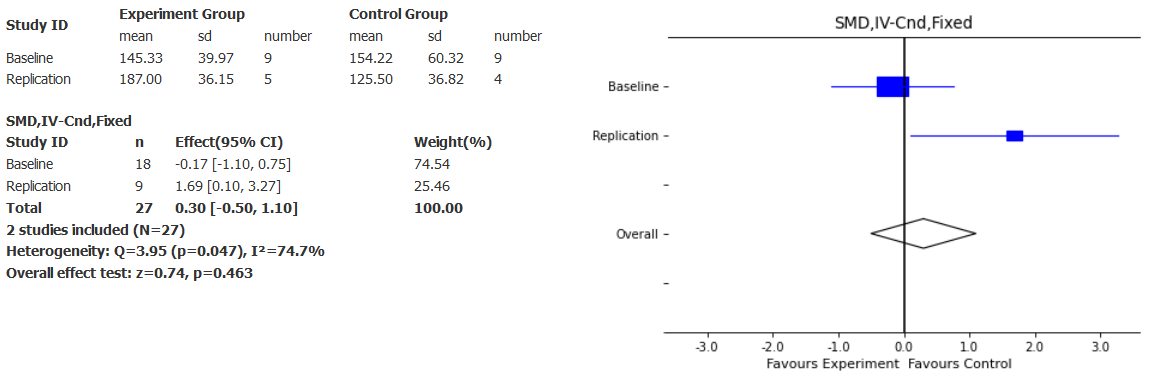 Study ID Experiment Group Control Group
mean sd number mean sd number
Baseline 145.33 39.97 9 154.22 60.32 9
Replication 187.00 36.15 5 125.50 36.82 4
SMD,IV-Cnd,Fixed
Study ID n Effect(95% CI) Weight(%)
Baseline 18 -0.17 [-1.10, 0.75] 74.54
Replication 9 1.69 [0.10, 3.27] 25.46
Total 27 0.30 [-0.50, 1.10] 100.00
2 studies included (N=27)
Heterogeneity: Q=3.95 (p=0.047), I²=74.7%
Overall effect test: z=0.74, p=0.463
SMD,IV-Cnd,Fixed
Baseline
Replication
Overall
-3.0 -2.0 -1.0 0.0 1.0 2.0 3.0
Favours Experiment Favours Control